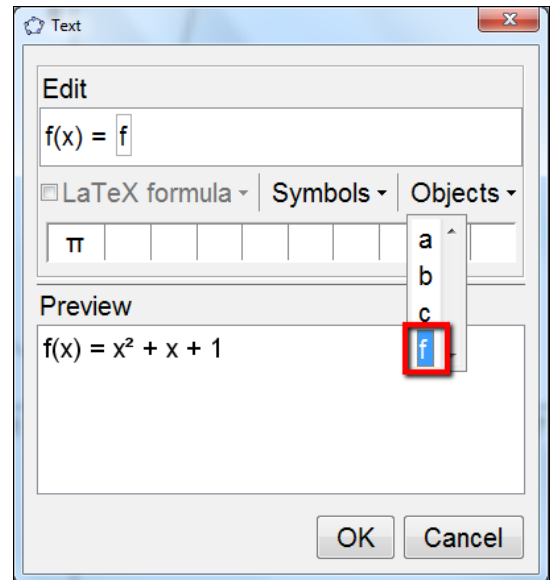 Text
Edit
f(x) = f
LaTeX formula
Symbols
Objects
π
a
b
c
f
Preview
f(x) = x² + x + 1
OK
Cancel